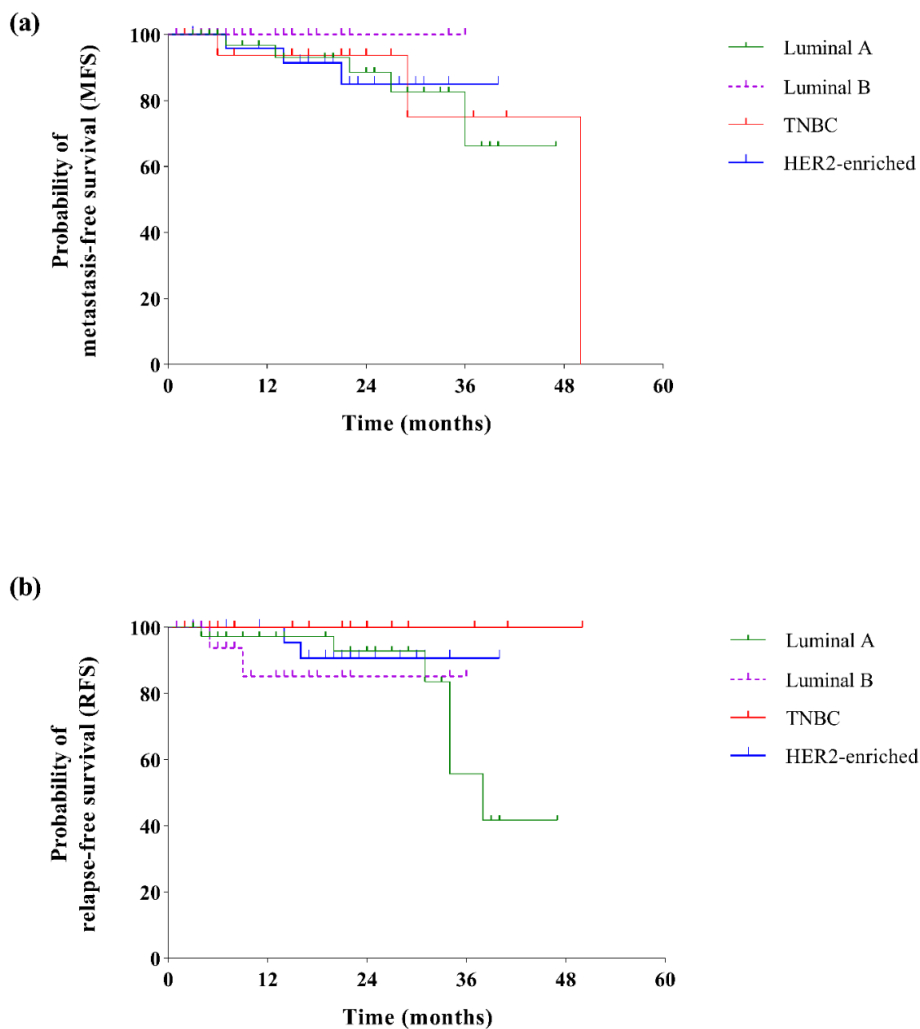 (a)
Probability of
metastasis-free survival (MFS)
100
80
60
40
20
0
0 12 24 36 48 60
Time (months)
Luminal A
Luminal B
TNBC
HER2-enriched
(b)
Probability of
relapse-free survival (RFS)
100
80
60
40
20
0
0 12 24 36 48 60
Time (months)
Luminal A
Luminal B
TNBC
HER2-enriched